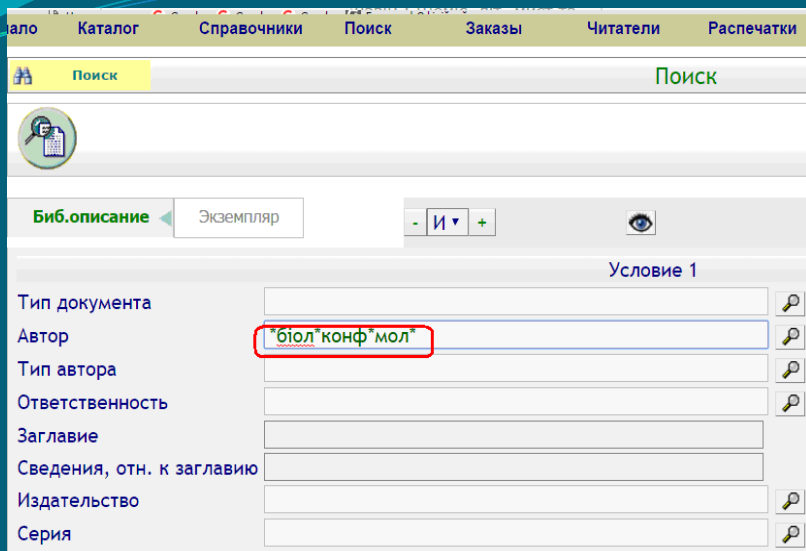 ало Каталог Справочники Поиск Заказы Читатели Распечатки
Поиск Поиск
Биб.описание Экземпляр - И +
Условие 1
Тип документа
Автор *біол*конф*мол*
Тип автора
Ответственность
Заглавие
Сведения, отн. к заглавию
Издательство
Серия